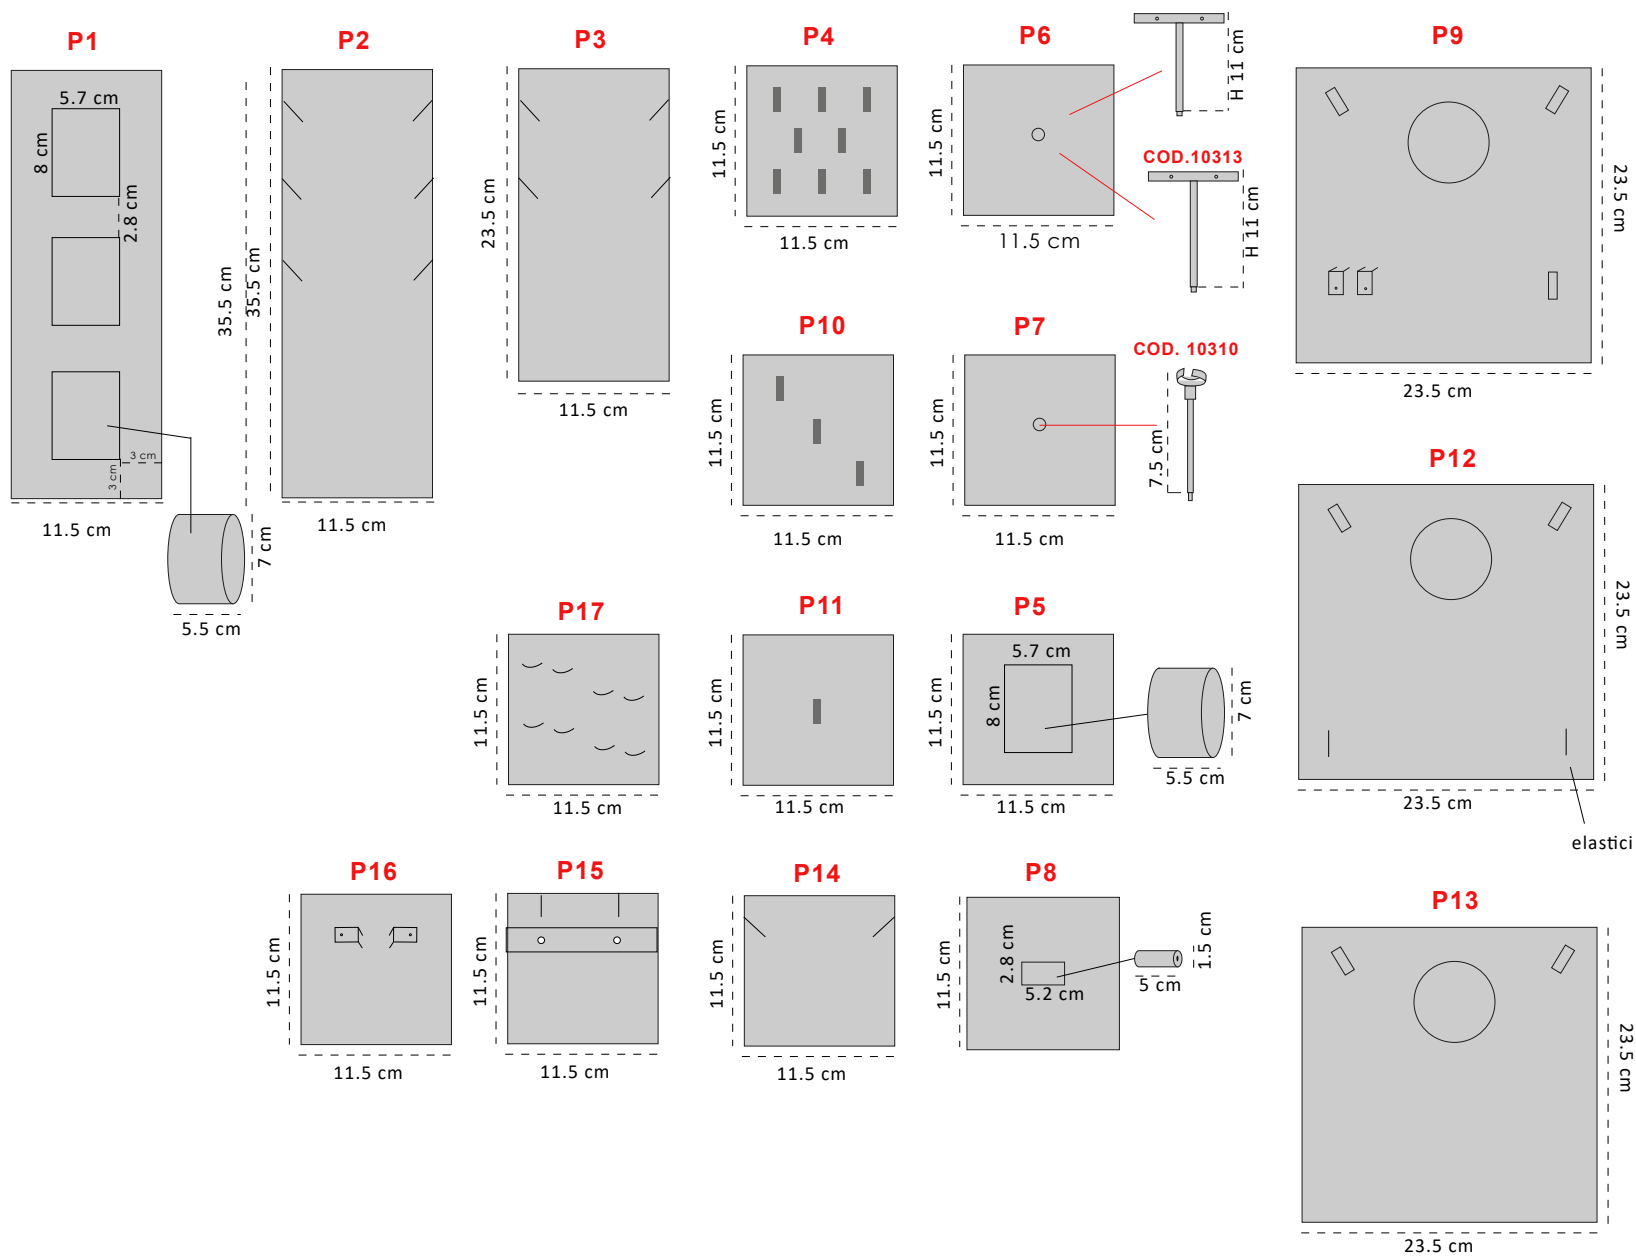 P1
5.7 cm
8 cm
2.8 cm
3 cm
3 cm
35.5 cm
11.5 cm
7 cm
5.5 cm
P2
35.5 cm
11.5 cm
P3
23.5 cm
11.5 cm
P4
11.5 cm
11.5 cm
P6
11.5 cm
11.5 cm
H 11 cm
COD.10313
H 11 cm
P9
23.5 cm
23.5 cm
P10
11.5 cm
11.5 cm
P7
11.5 cm
11.5 cm
COD. 10310
7.5 cm
P12
23.5 cm
23.5 cm
elastici
P17
11.5 cm
11.5 cm
P11
11.5 cm
11.5 cm
P5
5.7 cm
8 cm
11.5 cm
11.5 cm
7 cm
5.5 cm
P16
11.5 cm
11.5 cm
P15
11.5 cm
11.5 cm
P14
11.5 cm
11.5 cm
P8
11.5 cm
2.8 cm
5.2 cm
1.5 cm
5 cm
P13
23.5 cm
23.5 cm